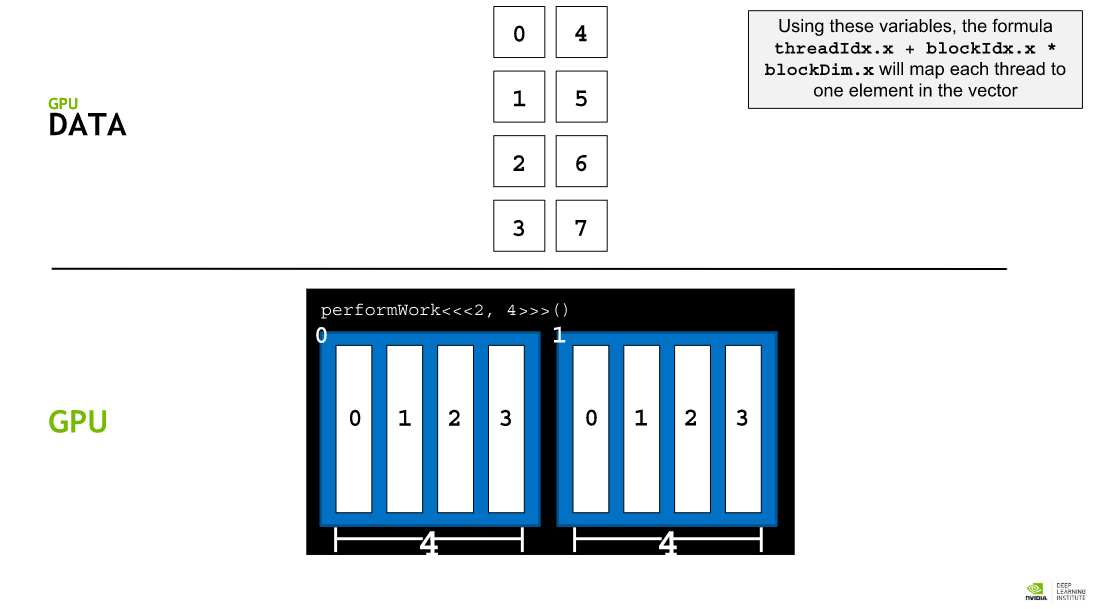 0 4
Using these variables, the formula
threadIdx.x + blockIdx.x *
blockDim.x will map each thread to
one element in the vector
GPU
DATA
1 5
2 6
3 7
performWork<<<2, 4>>>()
0 1
GPU
0 1 2 3 0 1 2 3
4 4
NVIDIA
DEEP
LEARNING
INSTITUTE